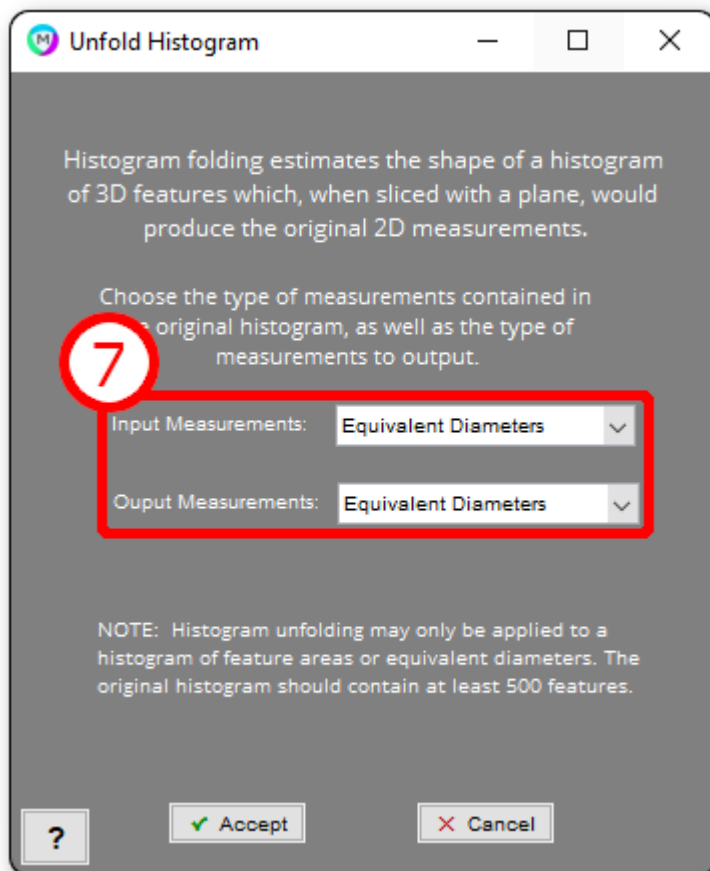 Unfold Histogram
Histogram folding estimates the shape of a histogram
of 3D features which, when sliced with a plane, would
produce the original 2D measurements.
Choose the type of measurements contained in
original histogram, as well as the type of
measurements to output.
7
Input Measurements: Equivalent Diameters
Ouput Measurements: Equivalent Diameters
NOTE: Histogram unfolding may only be applied to a
histogram of feature areas or equivalent diameters. The
original histogram should contain at least 500 features.
? Accept Cancel